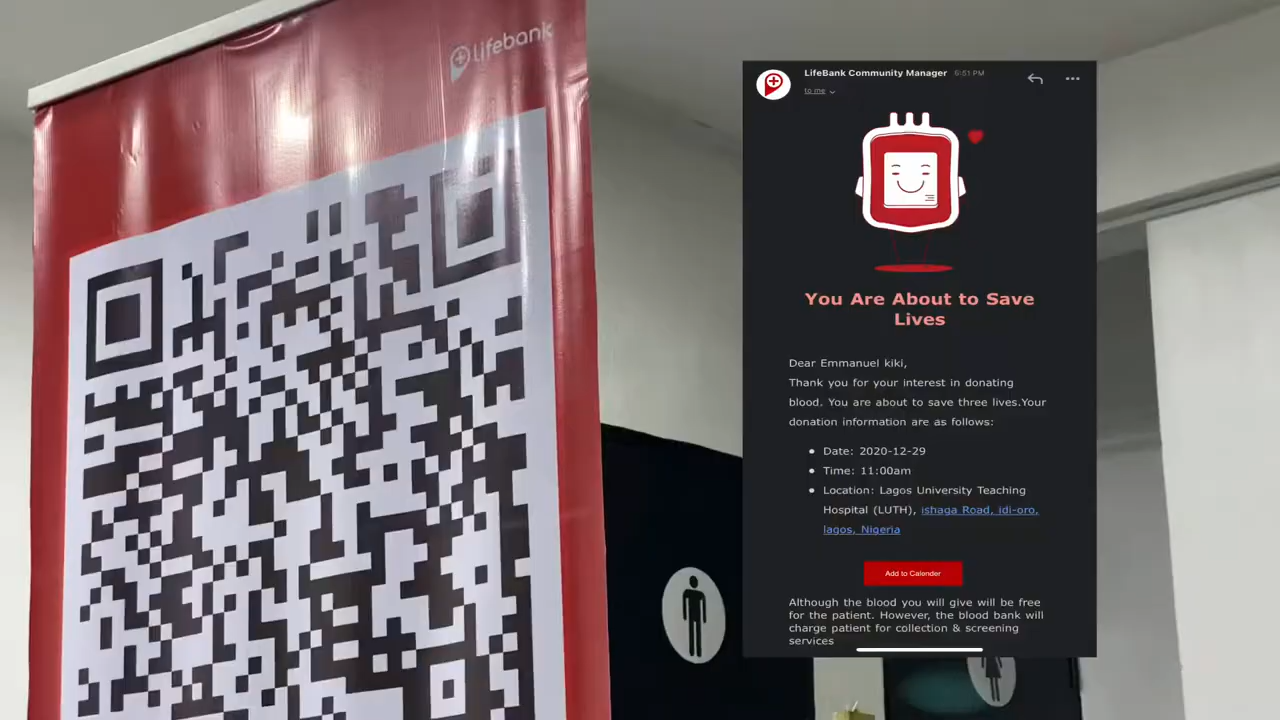 lifebank
LifeBank Community Manager 5:51 PM
to me
You Are About to Save
Lives
Dear Emmanuel kiki,
Thank you for your interest in donating
blood. You are about to save three lives.Your
donation information are as follows:
Date: 2020-12-29
Time: 11:00am
Location: Lagos University Teaching
Hospital (LUTH), ishaga Road, idi-oro,
lagos, Nigeria
Add to Calender
Although the blood you will give will be free
for the patient. However, the blood bank will
charge patient for collection & screening
services